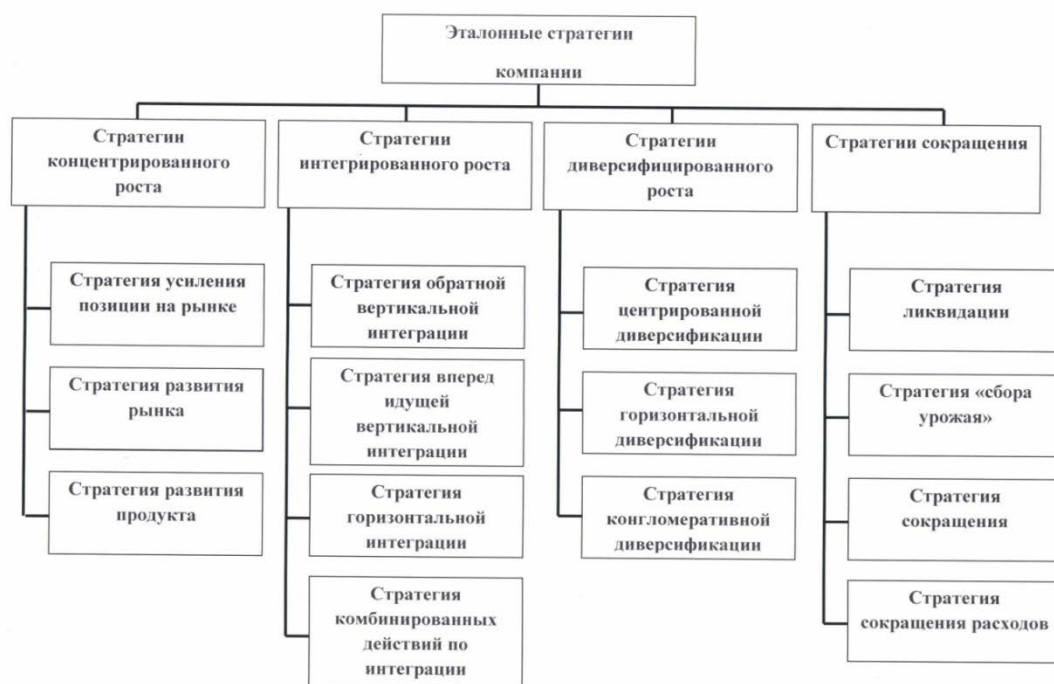 Эталонные стратегии
компании
Стратегии
концентрированного
роста
Стратегии
интегрированного роста
Стратегии
диверсифицированного
роста
Стратегии сокращения
Стратегия усиления
позиции на рынке
Стратегия развития
рынка
Стратегия развития
продукта
Стратегия обратной
вертикальной
интеграции
Стратегия вперед
идущей
вертикальной
интеграции
Стратегия
горизонтальной
интеграции
Стратегия
комбинированных
действий по
интеграции
Стратегия
центрированной
диверсификации
Стратегия
горизонтальной
диверсификации
Стратегия
конгломеративной
диверсификации
Стратегия
ликвидации
Стратегия «сбора
урожая»
Стратегия
сокращения
Стратегия
сокращения расходов